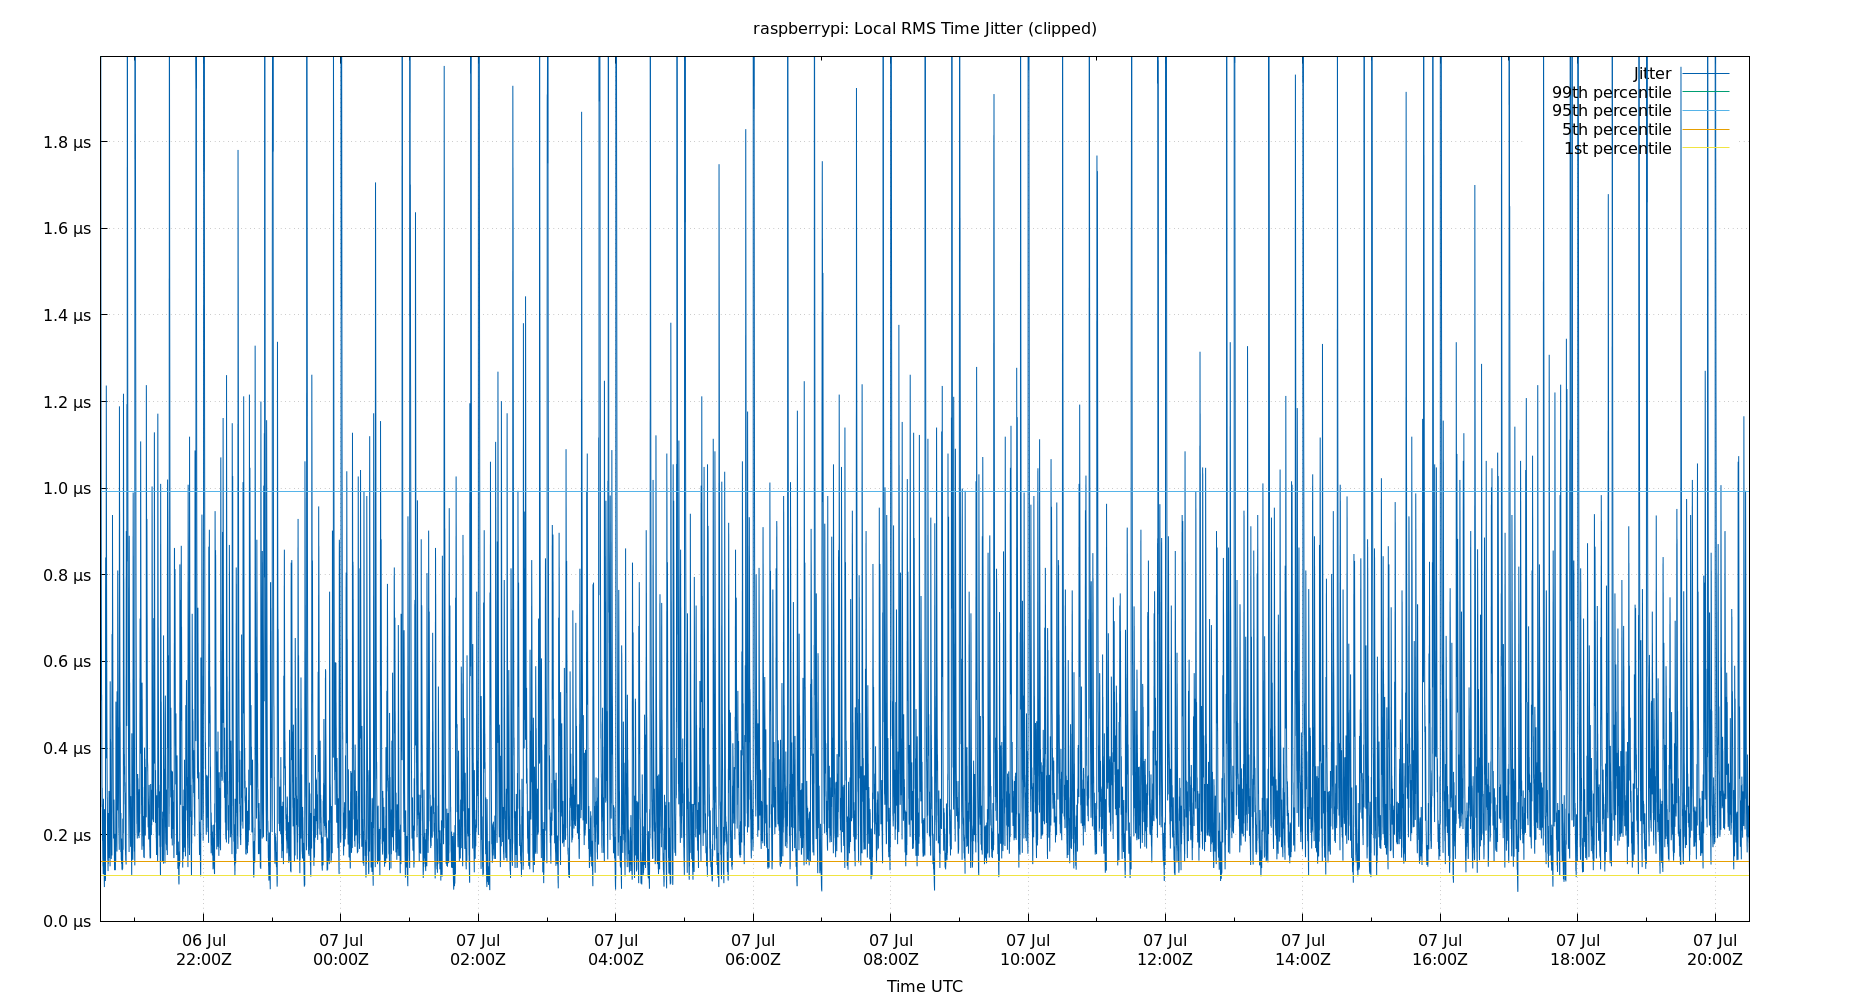 raspberrypi: Local RMS Time Jitter (clipped)
Jitter
99th percentile
95th percentile
5th percentile
1st percentile
1.8 μs
1.6 μs
1.4 μs
1.2 μs
1.0 μs
0.8 μs
0.6 μs
0.4 μs
0.2 μs
0.0 μs
06 Jul 07 Jul 07 Jul 07 Jul 07 Jul 07 Jul 07 Jul 07 Jul 07 Jul 07 Jul 07 Jul 07 Jul
22:00Z 00:00Z 02:00Z 04:00Z 06:00Z 08:00Z 10:00Z 12:00Z 14:00Z 16:00Z 18:00Z 20:00Z
Time UTC